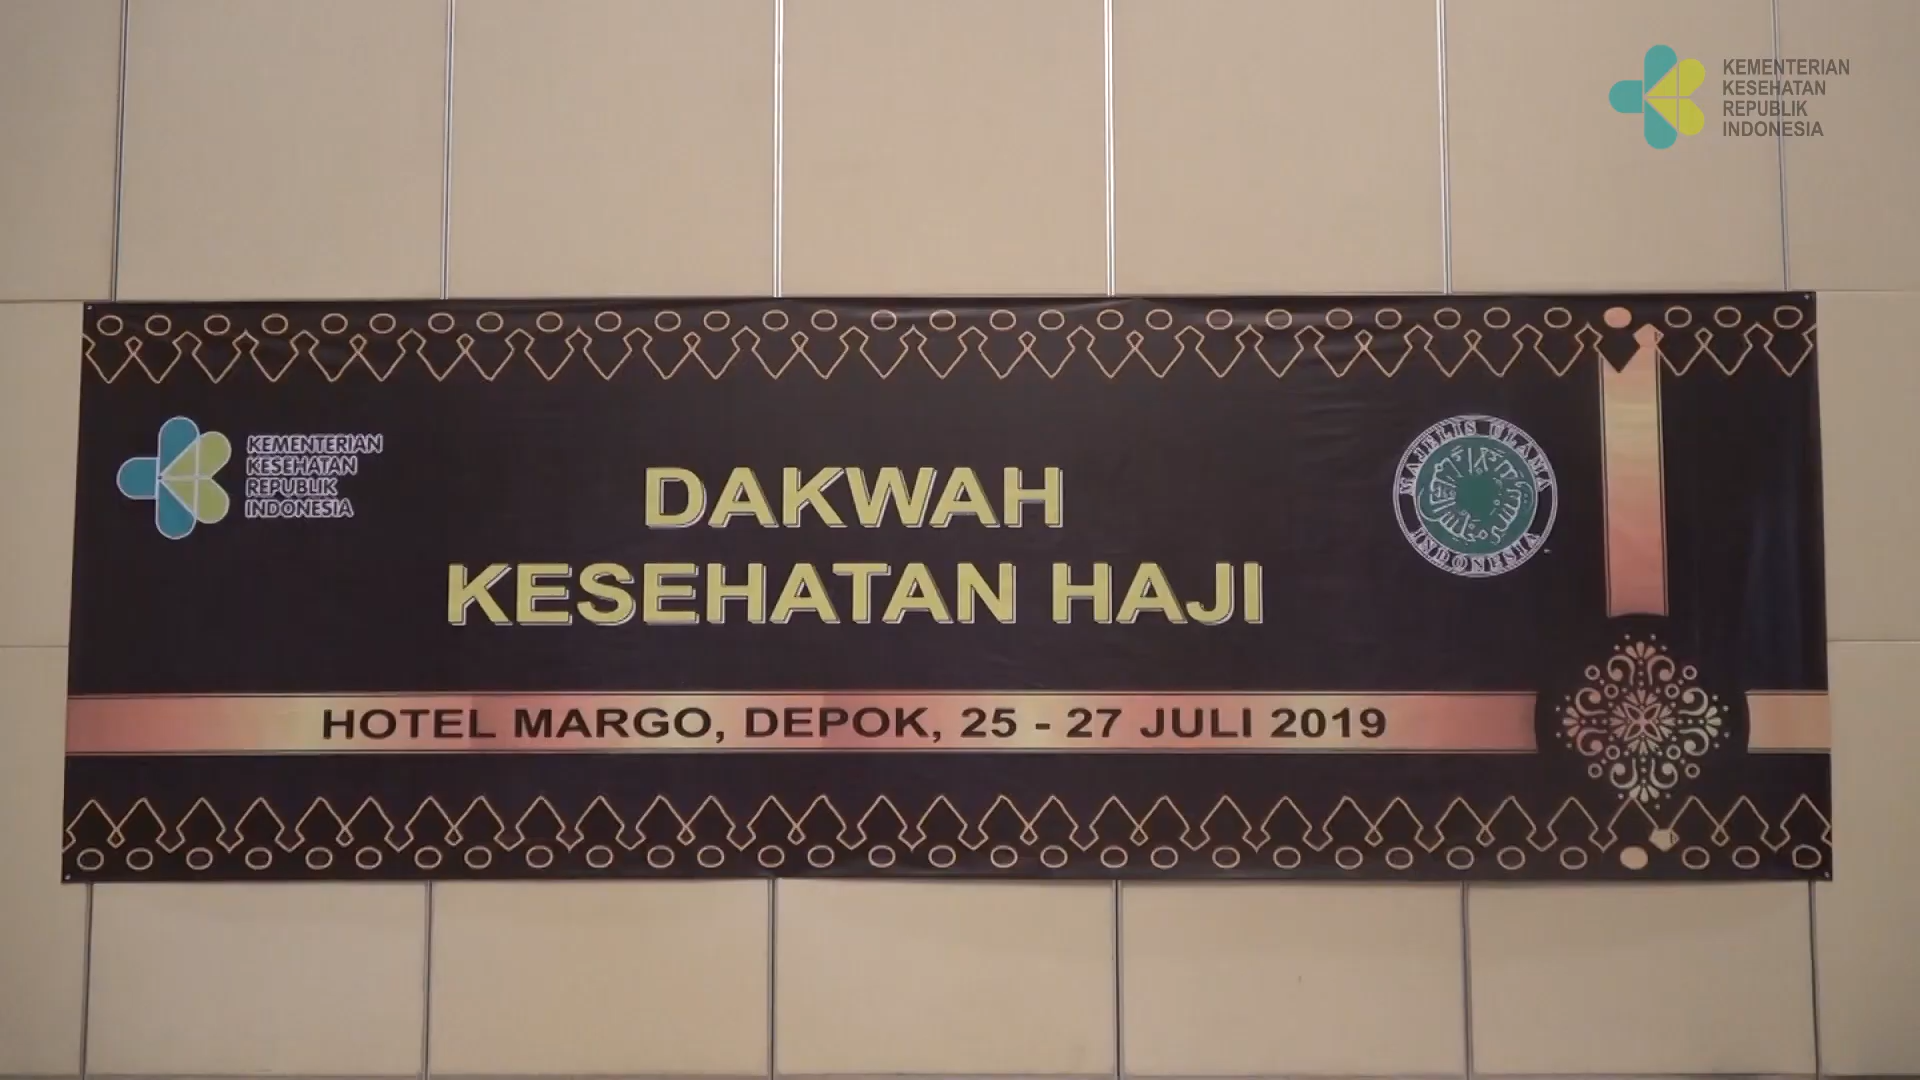 KEMENTERIAN
KESEHATAN
REPUBLIK
INDONESIA
KEMENTERIAN
KESEHATAN
REPUBLIK
INDONESIA
DAKWAH
KESEHATAN HAJI
MAJELIS ULAMA
INDONESIA
HOTEL MARGO, DEPOK, 25 - 27 JULI 2019